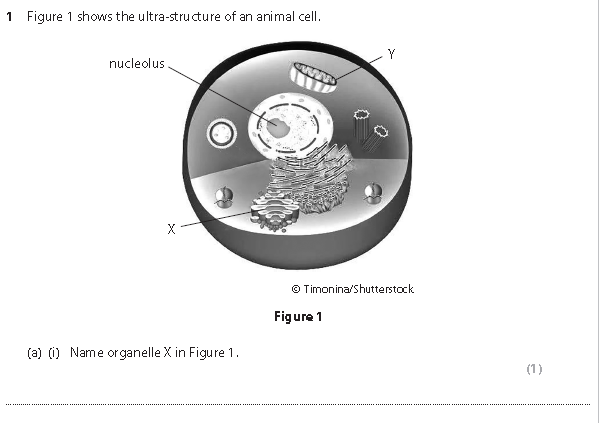 1 Figure 1 shows the ultra-structure of an animal cell.
Y
nucleolus
X
© Timonina/Shutterstock
Figure 1
(a) (i) Name organelle X in Figure 1.
(1)